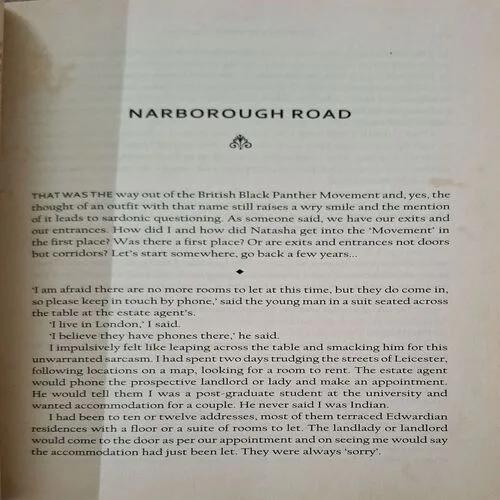 NARBOROUGH ROAD
THAT WAS THE way out of the British Black Panther Movement and, yes, the
thought of an outfit with that name still raises a wry smile and the mention
of it leads to sardonic questioning. As someone said, we have our exits and
our entrances. How did I and how did Natasha get into the ‘Movement’ in
the first place? Was there a first place? Or are exits and entrances not doors
but corridors? Let’s start somewhere, go back a few years...
‘I am afraid there are no more rooms to let at this time, but they do come in,
so please keep in touch by phone,’ said the young man in a suit seated across
the table at the estate agent’s.
‘I live in London,’ I said.
‘I believe they have phones there,’ he said.
I impulsively felt like leaping across the table and smacking him for this
unwarranted sarcasm. I had spent two days trudging the streets of Leicester,
following locations on a map, looking for a room to rent. The estate agent
would phone the prospective landlord or lady and make an appointment.
He would tell them I was a post-graduate student at the university and
wanted accommodation for a couple. He never said I was Indian.
I had been to ten or twelve addresses, most of them terraced Edwardian
residences with a floor or a suite of rooms to let. The landlady or landlord
would come to the door as per our appointment and on seeing me would say
the accommodation had just been let. They were always ‘sorry’.